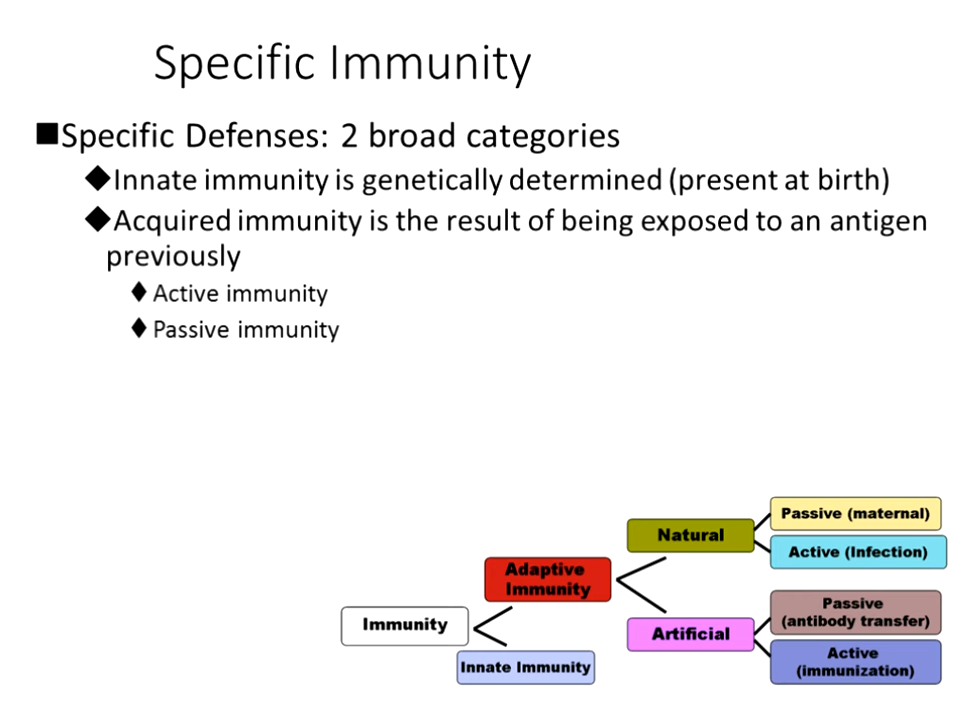 Specific Immunity
■Specific Defenses: 2 broad categories
◆Innate immunity is genetically determined (present at birth)
◆Acquired immunity is the result of being exposed to an antigen
previously
♦Active immunity
♦Passive immunity
Passive (maternal)
Natural
Active (Infection)
Adaptive
Immunity
Passive
(antibody transfer)
Immunity
Artificial
Active
(immunization)
Innate Immunity